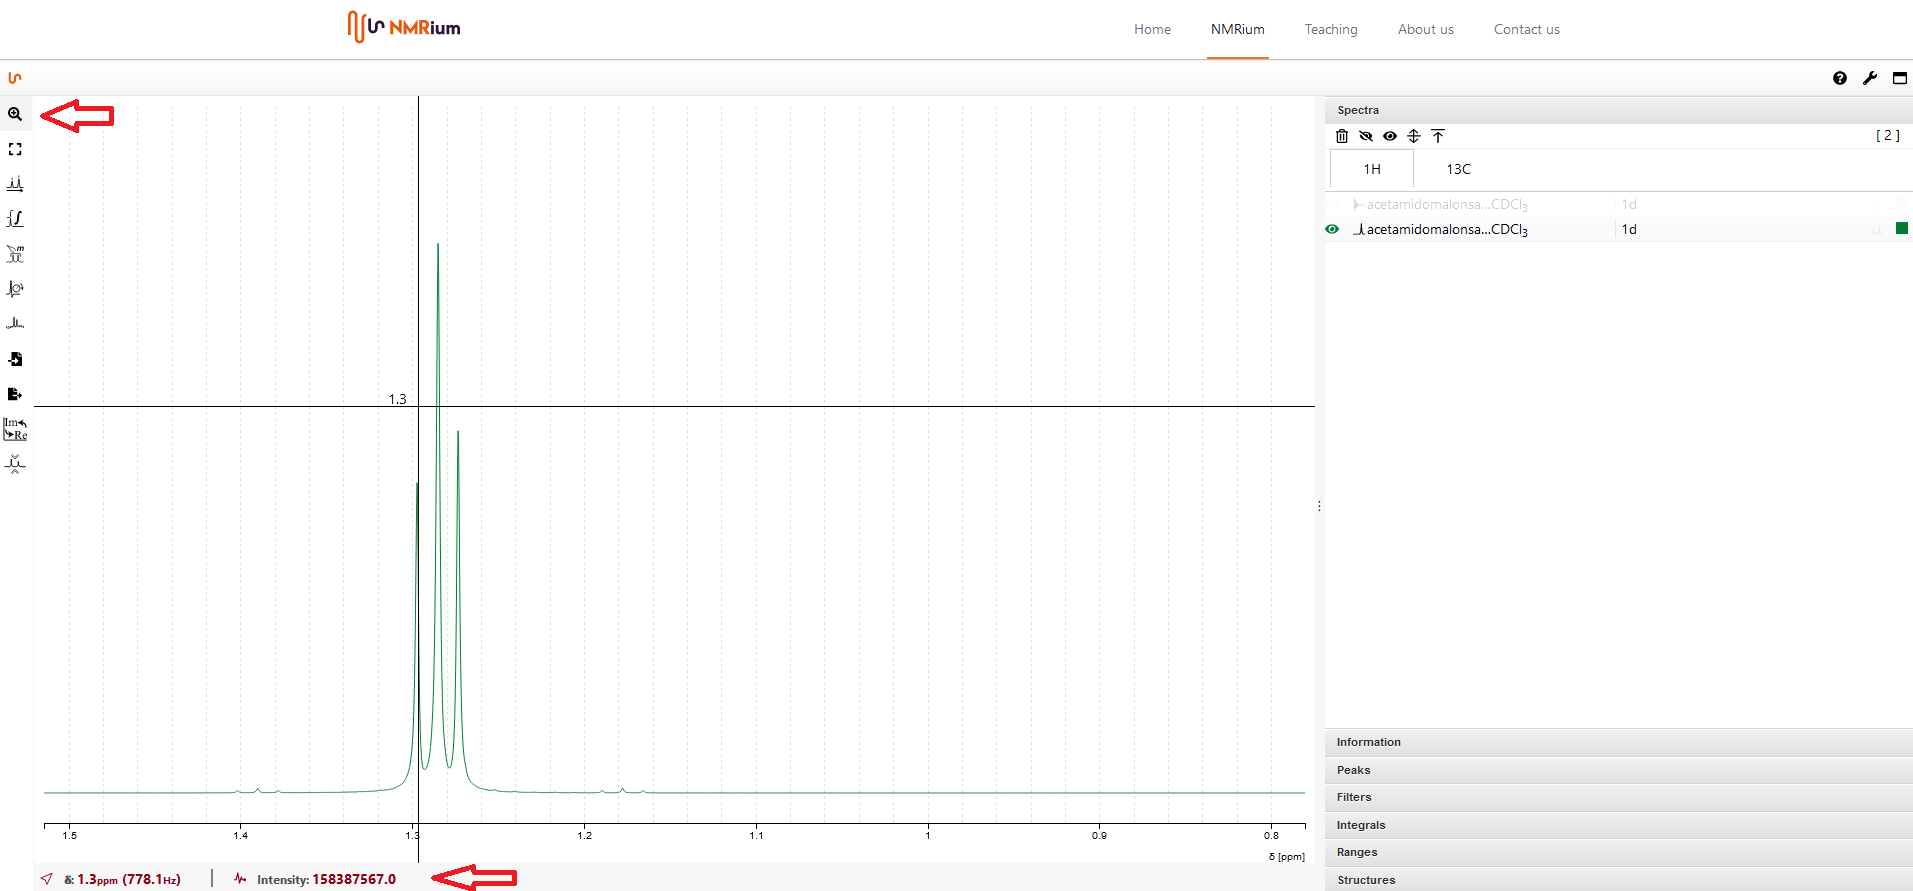 NMRium
Home NMRium Teaching About us Contact us
Spectra
[ 2 ]
1H 13C
acetamidomalonsa...CDCl3 1d
acetamidomalonsa...CDCl3 1d
m
Im
Re
1.3
1.5 1.4 1.3 1.2 1.1 1 0.9 0.8
δ [ppm]
δ: 1.3ppm (778.1Hz) | Intensity: 158387567.0
Information
Peaks
Filters
Integrals
Ranges
Structures